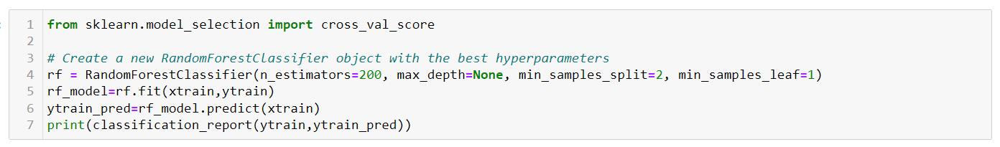 1 from sklearn.model_selection import cross_val_score
2
3 # Create a new RandomForestClassifier object with the best hyperparameters
4 rf = RandomForestClassifier(n_estimators=200, max_depth=None, min_samples_split=2, min_samples_leaf=1)
5 rf_model=rf.fit(xtrain,ytrain)
6 ytrain_pred=rf_model.predict(xtrain)
7 print(classification_report(ytrain,ytrain_pred))